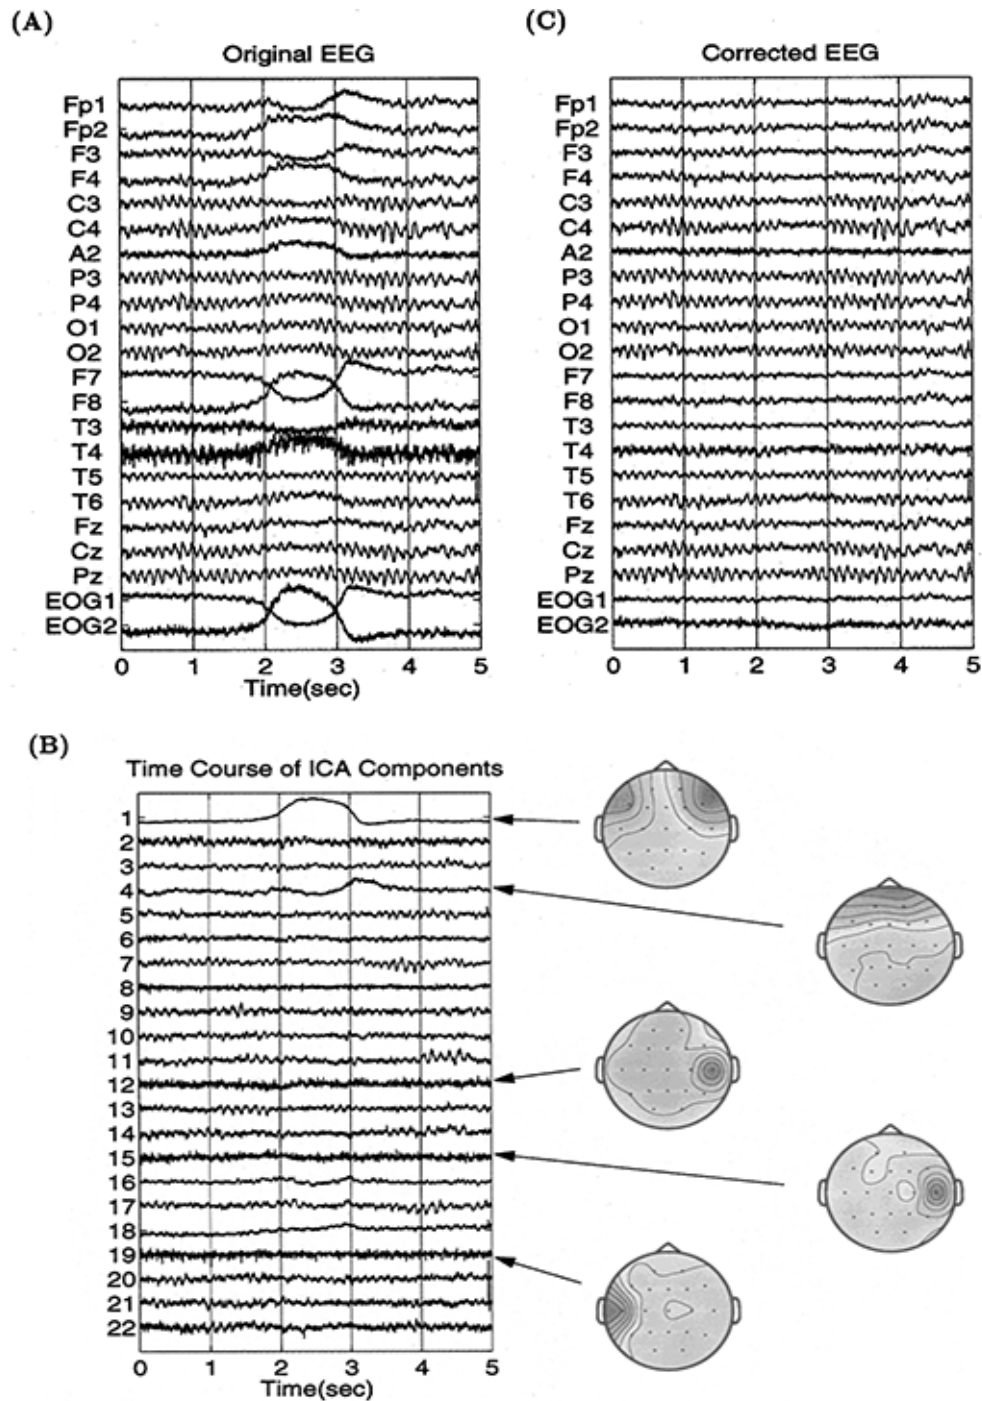 (A)
Original EEG
Fp1
Fp2
F3
F4
C3
C4
A2
P3
P4
O1
O2
F7
F8
T3
T4
T5
T6
Fz
Cz
Pz
EOG1
EOG2
0 1 2 3 4 5
Time(sec)
(C)
Corrected EEG
Fp1
Fp2
F3
F4
C3
C4
A2
P3
P4
O1
O2
F7
F8
T3
T4
T5
T6
Fz
Cz
Pz
EOG1
EOG2
0 1 2 3 4 5
Time(sec)
(B)
Time Course of ICA Components
1
2
3
4
5
6
7
8
9
10
11
12
13
14
15
16
17
18
19
20
21
22
0 1 2 3 4 5
Time(sec)